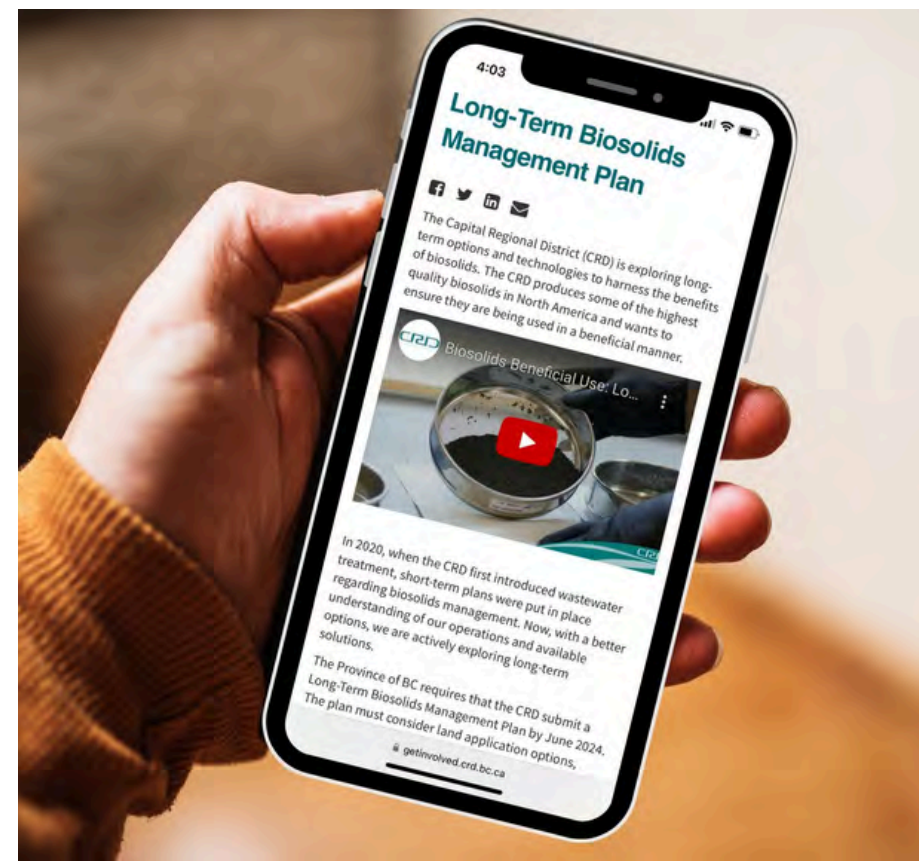 4:03
Long-Term Biosolids
Management Plan
The Capital Regional District (CRD) is exploring long-
term options and technologies to harness the benefits
of biosolids. The CRD produces some of the highest
quality biosolids in North America and wants to
ensure they are being used in a beneficial manner.
CRD Biosolids Beneficial Use: Lo...
CRD
In 2020, when the CRD first introduced wastewater
treatment, short-term plans were put in place
regarding biosolids management. Now, with a better
understanding of our operations and available
options, we are actively exploring long-term
solutions.
The Province of BC requires that the CRD submit a
Long-Term Biosolids Management Plan by June 2024.
The plan must consider land application options,
getinvolved.crd.bc.ca